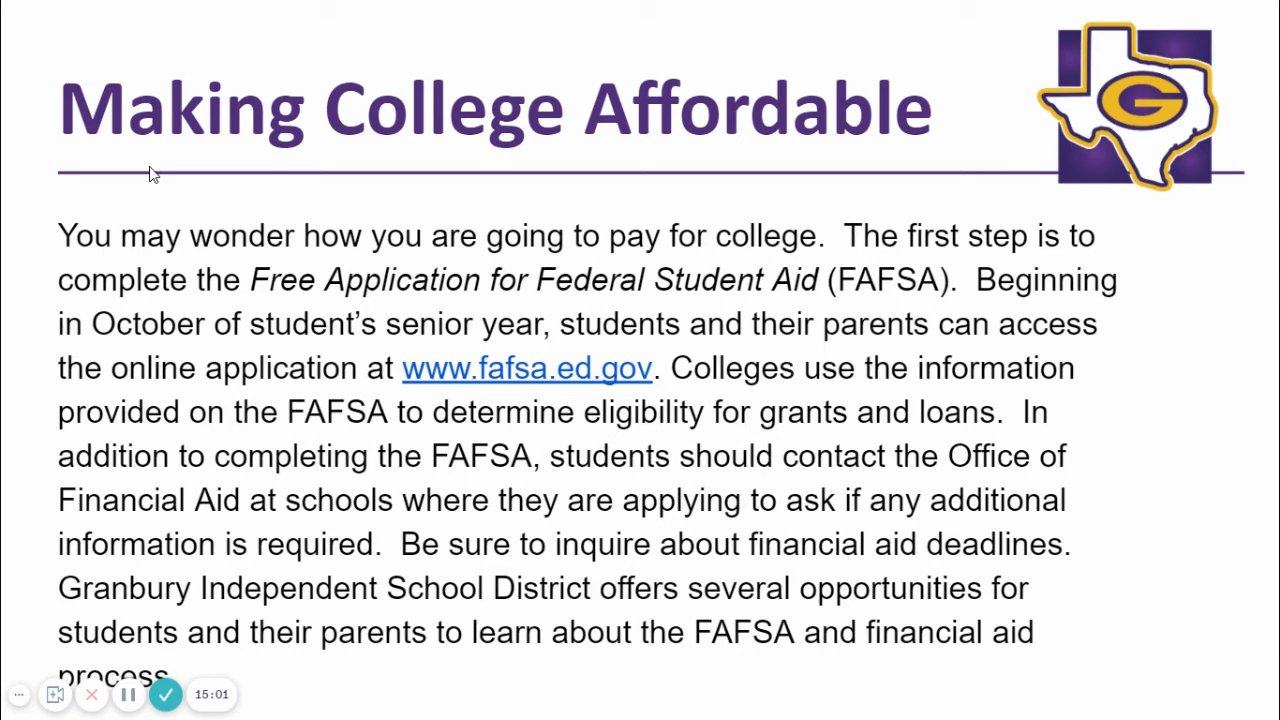 Making College Affordable
G
You may wonder how you are going to pay for college.  The first step is to
complete the Free Application for Federal Student Aid (FAFSA).  Beginning
in October of student’s senior year, students and their parents can access
the online application at www.fafsa.ed.gov. Colleges use the information
provided on the FAFSA to determine eligibility for grants and loans.  In
addition to completing the FAFSA, students should contact the Office of
Financial Aid at schools where they are applying to ask if any additional
information is required.  Be sure to inquire about financial aid deadlines.
Granbury Independent School District offers several opportunities for
students and their parents to learn about the FAFSA and financial aid
process.
15:01